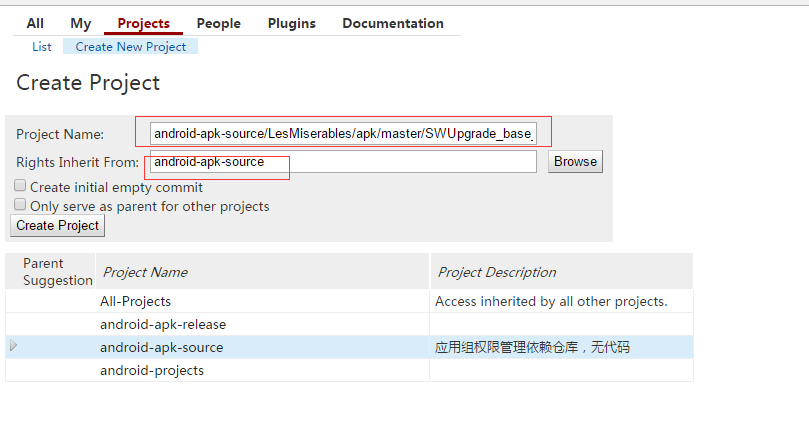 All My Projects People Plugins Documentation
List Create New Project
Create Project
Project Name: android-apk-source/LesMiserables/apk/master/SWUpgrade_base_
Rights Inherit From: android-apk-source Browse
Create initial empty commit
Only serve as parent for other projects
Create Project
Parent Suggestion Project Name Project Description
All-Projects Access inherited by all other projects.
android-apk-release
android-apk-source 应用组权限管理依赖仓库，无代码
android-projects